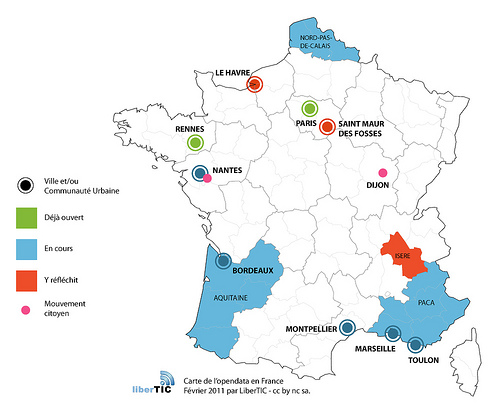 NORD-PAS-
DE-CALAIS
LE HAVRE
PARIS
SAINT MAUR
DES FOSSES
RENNES
NANTES
DIJON
Ville et/ou
Communauté Urbaine
Déjà ouvert
En cours
Y réfléchit
Mouvement
citoyen
ISERE
BORDEAUX
AQUITAINE
PACA
MONTPELLIER
MARSEILLE
TOULON
liberTIC
Carte de l'opendata en France
Février 2011 par LiberTIC - cc by nc sa.